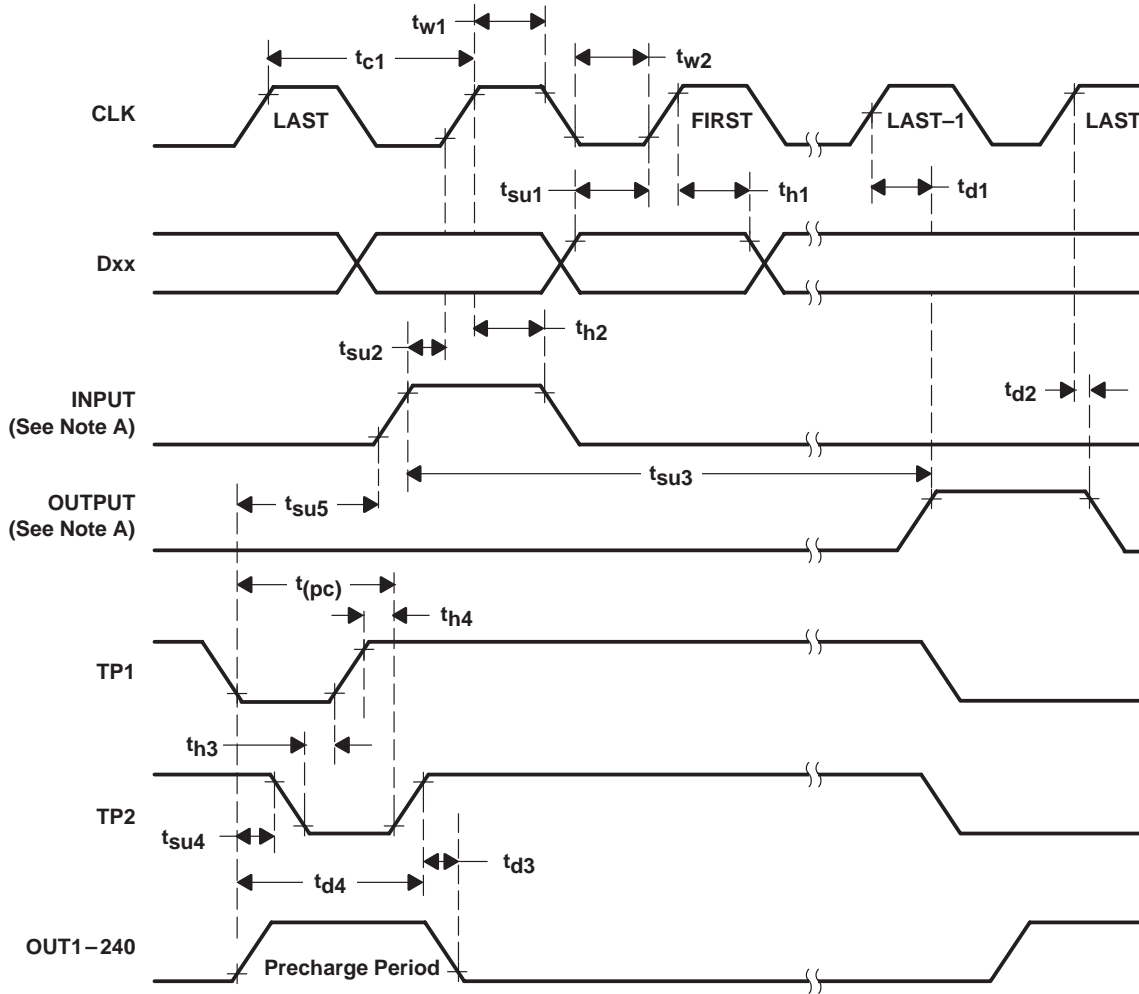 tw1
tc1
tw2
CLK
LAST
FIRST
LAST–1
LAST
tsu1
th1
td1
Dxx
tsu2
th2
INPUT
(See Note A)
td2
tsu3
OUTPUT
(See Note A)
tsu5
t(pc)
th4
TP1
th3
TP2
tsu4
td3
td4
OUT1–240
Precharge Period